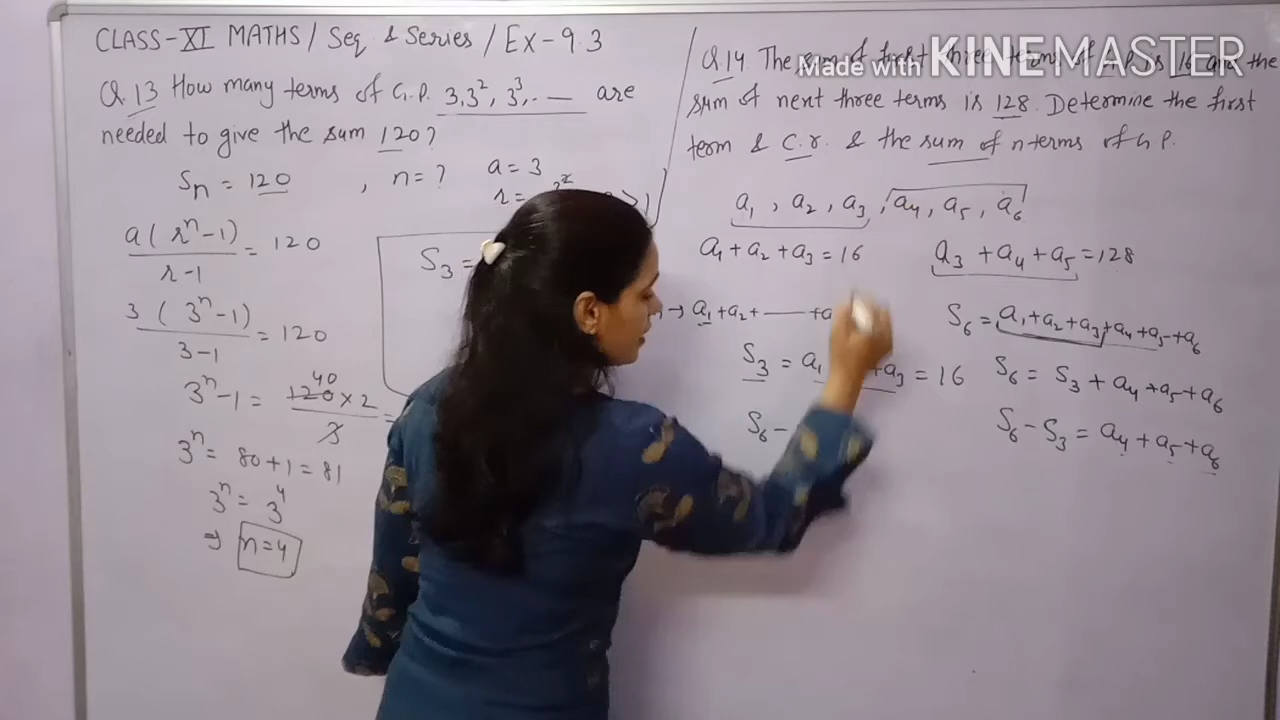 CLASS-XI MATHS / Seq & Series / Ex-9.3
Q.13 How many terms of G.P. 3, 3², 3³, ... — are
needed to give the sum 120?
Sn = 120 , n = ? a = 3
r =
a(rⁿ-1)/r-1 = 120
3(3ⁿ-1)/3-1 = 120
3ⁿ-1 = 120 40 × 2/3 =
3ⁿ = 80+1 = 81
3ⁿ = 3⁴
⇒ n=4
S3 =
Q.14 The sum of first three terms of G.P. is 16 and the
sum of next three terms is 128. Determine the first
term & C.r. & the sum of n terms of G.P.
a1, a2, a3, a4, a5, a6
a1+a2+a3 = 16
a3+a4+a5 = 128
→ a1+a2+ — +a
S6 = a1+a2+a3+a4+a5+a6
S3 = a1 +a3 = 16
S6 = S3+a4+a5+a6
S6-
S6-S3 = a4+a5+a6
Made with KINEMASTER